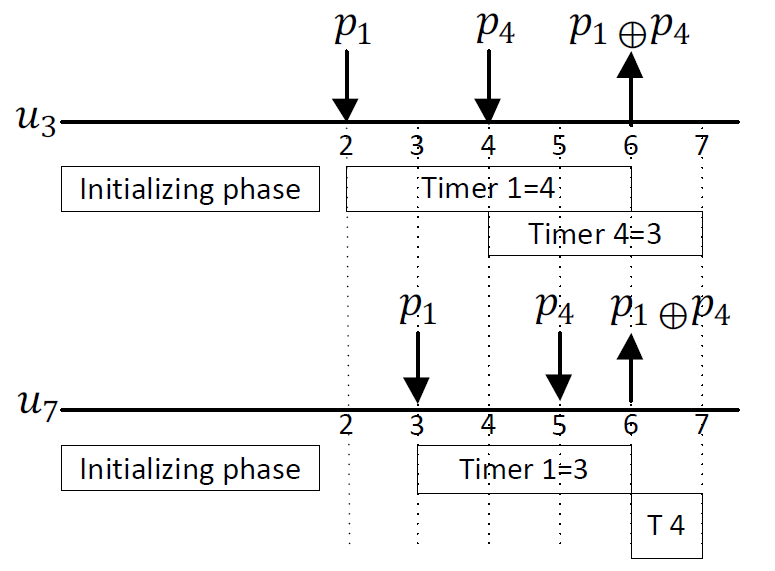 p₁ p₄ p₁ ⊕ p₄
u₃
2 3 4 5 6 7
Initializing phase Timer 1=4
Timer 4=3
p₁ p₄ p₁ ⊕ p₄
u₇
2 3 4 5 6 7
Initializing phase Timer 1=3
T 4